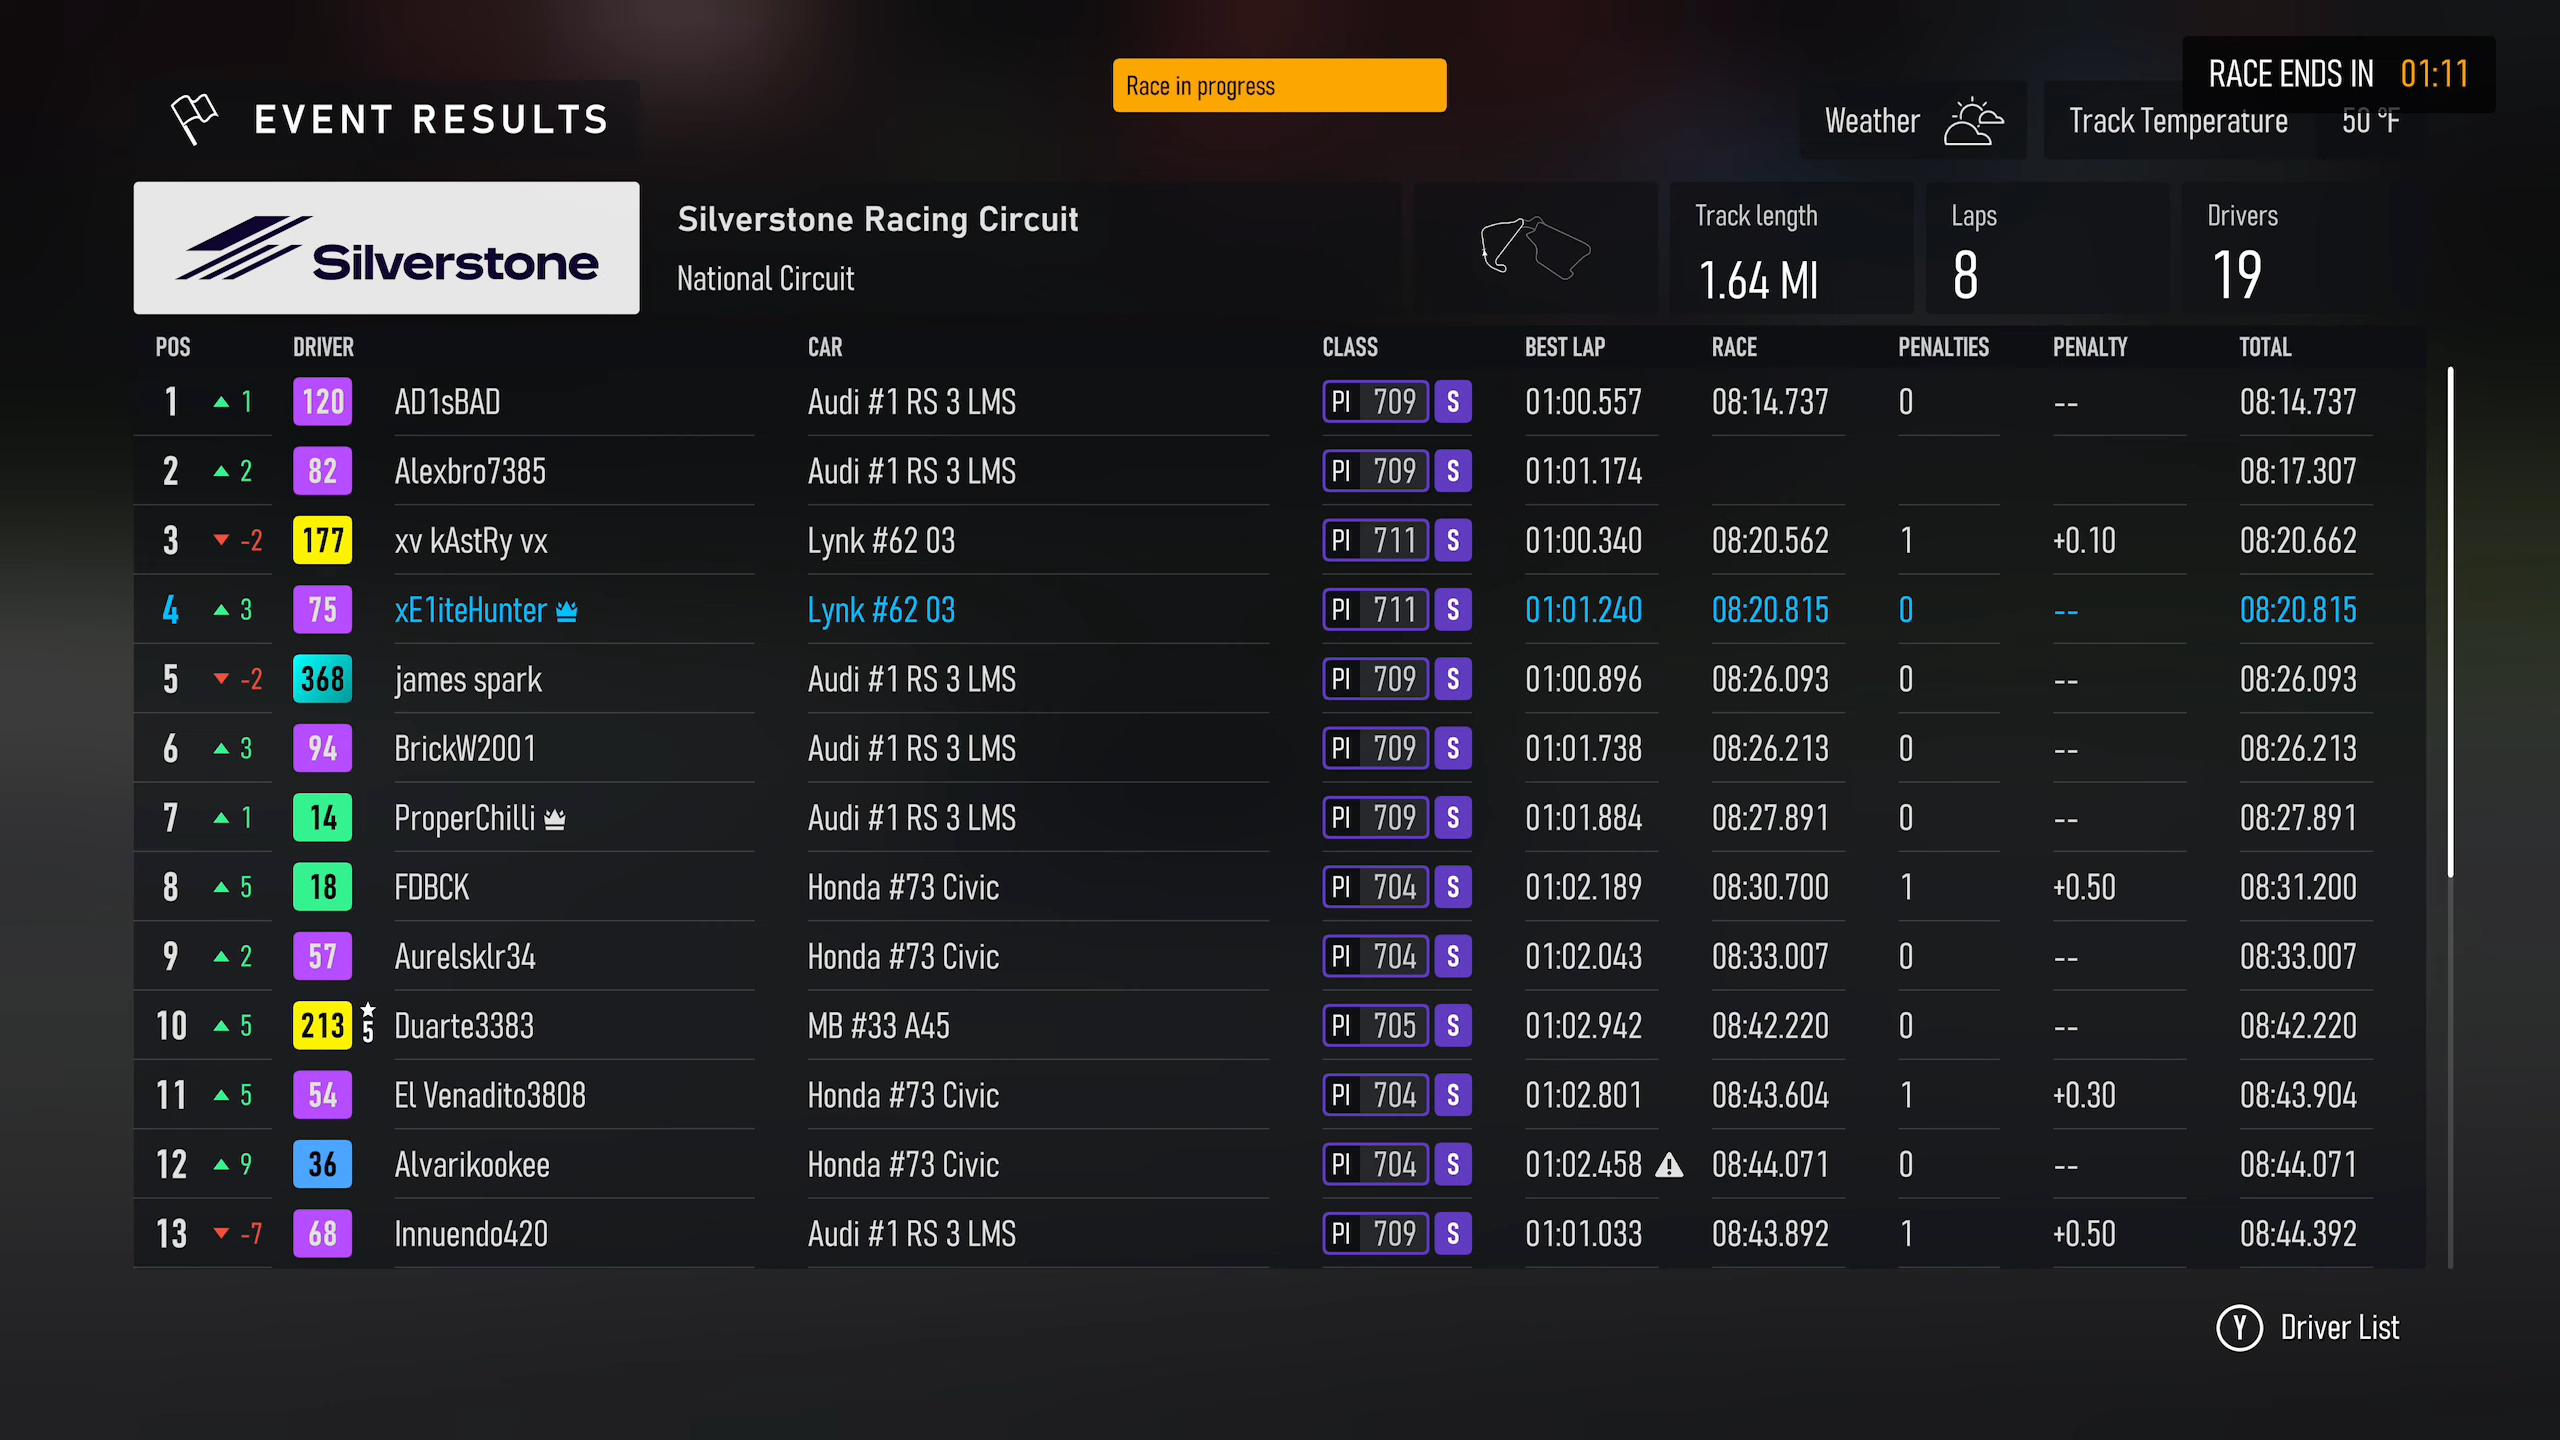 RACE ENDS IN 01:11
Race in progress
EVENT RESULTS
Weather
Track Temperature 50 °F
Silverstone
Silverstone Racing Circuit
National Circuit
Track length
1.64 MI
Laps
8
Drivers
19
POS DRIVER CAR CLASS BEST LAP RACE PENALTIES PENALTY TOTAL
1 1 120 AD1sBAD Audi #1 RS 3 LMS PI 709 S 01:00.557 08:14.737 0 -- 08:14.737
2 2 82 Alexbro7385 Audi #1 RS 3 LMS PI 709 S 01:01.174 08:17.307
3 -2 177 xv kAstRy vx Lynk #62 03 PI 711 S 01:00.340 08:20.562 1 +0.10 08:20.662
4 3 75 xE1iteHunter Lynk #62 03 PI 711 S 01:01.240 08:20.815 0 -- 08:20.815
5 -2 368 james spark Audi #1 RS 3 LMS PI 709 S 01:00.896 08:26.093 0 -- 08:26.093
6 3 94 BrickW2001 Audi #1 RS 3 LMS PI 709 S 01:01.738 08:26.213 0 -- 08:26.213
7 1 14 ProperChilli Audi #1 RS 3 LMS PI 709 S 01:01.884 08:27.891 0 -- 08:27.891
8 5 18 FDBCK Honda #73 Civic PI 704 S 01:02.189 08:30.700 1 +0.50 08:31.200
9 2 57 Aurelsklr34 Honda #73 Civic PI 704 S 01:02.043 08:33.007 0 -- 08:33.007
10 5 213 5 Duarte3383 MB #33 A45 PI 705 S 01:02.942 08:42.220 0 -- 08:42.220
11 5 54 El Venadito3808 Honda #73 Civic PI 704 S 01:02.801 08:43.604 1 +0.30 08:43.904
12 9 36 Alvarikookee Honda #73 Civic PI 704 S 01:02.458 08:44.071 0 -- 08:44.071
13 -7 68 Innuendo420 Audi #1 RS 3 LMS PI 709 S 01:01.033 08:43.892 1 +0.50 08:44.392
Y Driver List